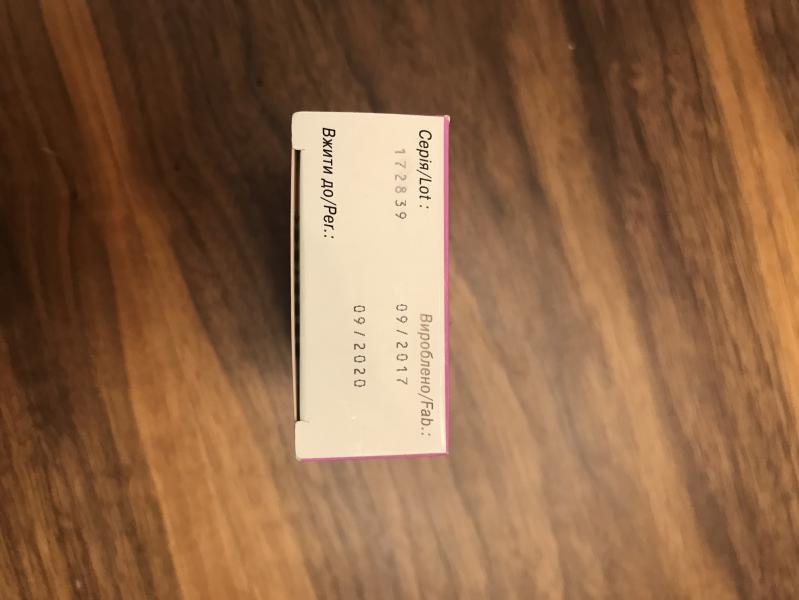 Серія/Lot : Вироблено/Fab.:
172839 09/2017
09/2020
Вжити до/Per.: